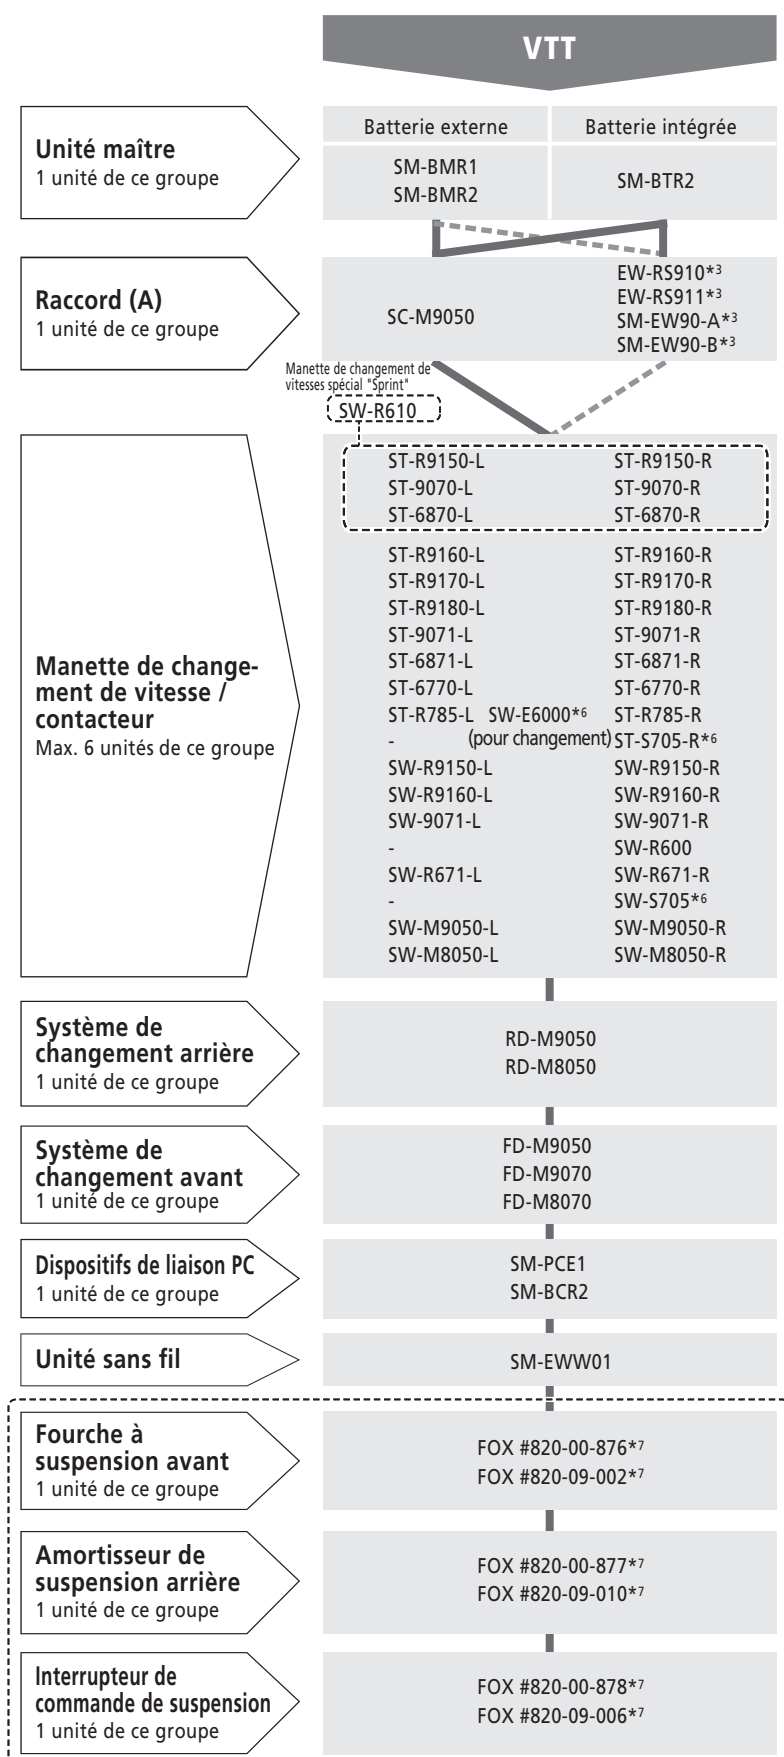 VTT
Unité maître
1 unité de ce groupe
Batterie externe
Batterie intégrée
SM-BMR1
SM-BMR2
SM-BTR2
Raccord (A)
1 unité de ce groupe
SC-M9050
EW-RS910*3
EW-RS911*3
SM-EW90-A*3
SM-EW90-B*3
Manette de changement de
vitesses spécial "Sprint"
SW-R610
Manette de change-
ment de vitesse /
contacteur
Max. 6 unités de ce groupe
ST-R9150-L ST-R9150-R
ST-9070-L ST-9070-R
ST-6870-L ST-6870-R
ST-R9160-L ST-R9160-R
ST-R9170-L ST-R9170-R
ST-R9180-L ST-R9180-R
ST-9071-L ST-9071-R
ST-6871-L ST-6871-R
ST-6770-L ST-6770-R
ST-R785-L SW-E6000*6 ST-R785-R
- (pour changement) ST-S705-R*6
SW-R9150-L SW-R9150-R
SW-R9160-L SW-R9160-R
SW-9071-L SW-9071-R
- SW-R600
SW-R671-L SW-R671-R
- SW-S705*6
SW-M9050-L SW-M9050-R
SW-M8050-L SW-M8050-R
Système de
changement arrière
1 unité de ce groupe
RD-M9050
RD-M8050
Système de
changement avant
1 unité de ce groupe
FD-M9050
FD-M9070
FD-M8070
Dispositifs de liaison PC
1 unité de ce groupe
SM-PCE1
SM-BCR2
Unité sans fil
SM-EWW01
Fourche à
suspension avant
1 unité de ce groupe
FOX #820-00-876*7
FOX #820-09-002*7
Amortisseur de
suspension arrière
1 unité de ce groupe
FOX #820-00-877*7
FOX #820-09-010*7
Interrupteur de
commande de suspension
1 unité de ce groupe
FOX #820-00-878*7
FOX #820-09-006*7